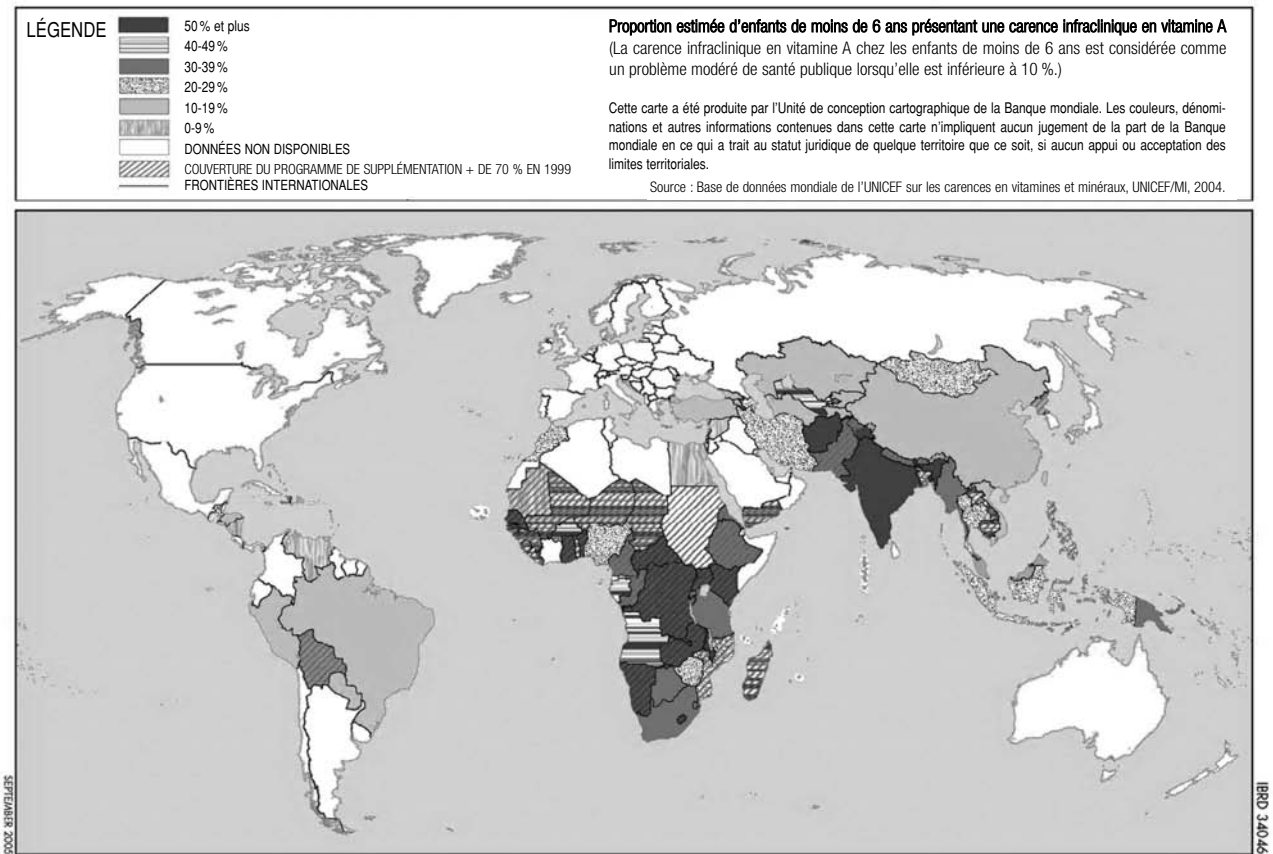 LÉGENDE
50 % et plus
40-49 %
30-39 %
20-29 %
10-19 %
0-9 %
DONNÉES NON DISPONIBLES
COUVERTURE DU PROGRAMME DE SUPPLÉMENTATION + DE 70 % EN 1999
FRONTIÈRES INTERNATIONALES
Proportion estimée d'enfants de moins de 6 ans présentant une carence infraclinique en vitamine A
(La carence infraclinique en vitamine A chez les enfants de moins de 6 ans est considérée comme
un problème modéré de santé publique lorsqu'elle est inférieure à 10 %.)
Cette carte a été produite par l'Unité de conception cartographique de la Banque mondiale. Les couleurs, dénomi-
nations et autres informations contenues dans cette carte n'impliquent aucun jugement de la part de la Banque
mondiale en ce qui a trait au statut juridique de quelque territoire que ce soit, si aucun appui ou acceptation des
limites territoriales.
Source : Base de données mondiale de l'UNICEF sur les carences en vitamines et minéraux, UNICEF/MI, 2004.
SEPTEMBER 2005
IBRD 34046